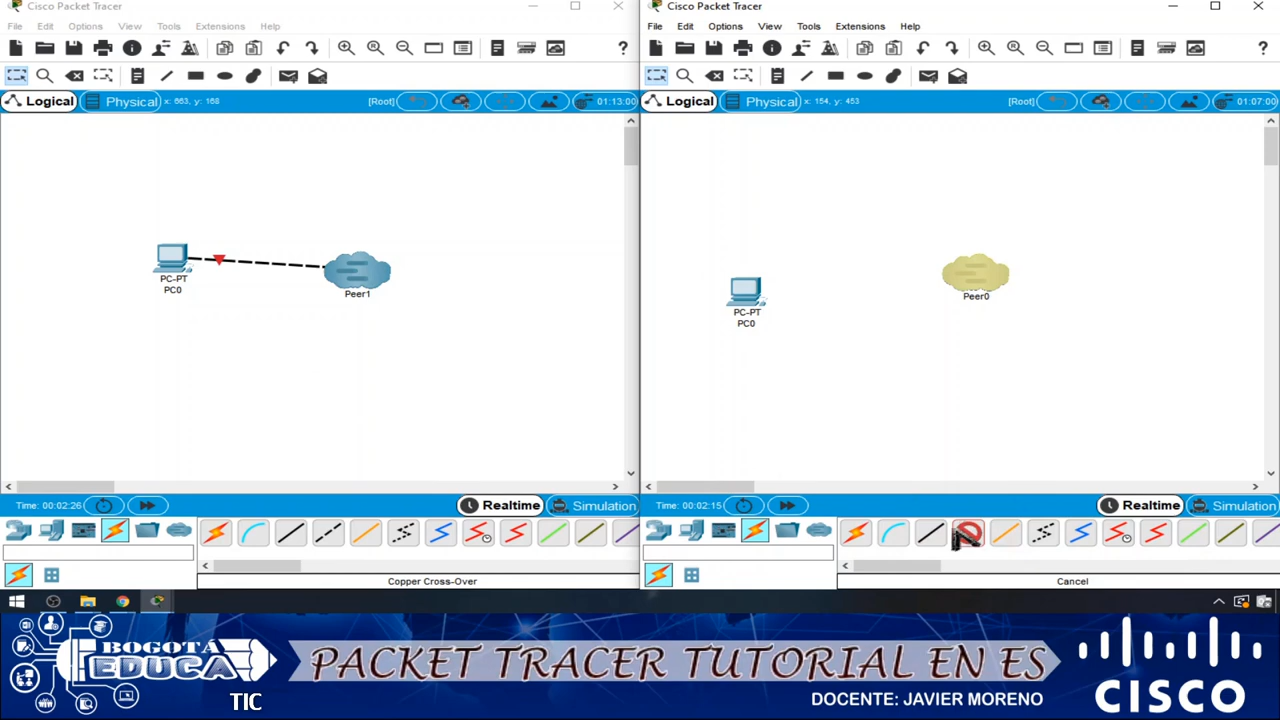 Cisco Packet Tracer
File Edit Options View Tools Extensions Help
?
Logical Physical x: 663, y: 168 [Root] 01:13:00
PC-PT
PC0
Peer1
Time: 00:02:26 Realtime Simulation
Copper Cross-Over
Cisco Packet Tracer
File Edit Options View Tools Extensions Help
?
Logical Physical x: 154, y: 453 [Root] 01:07:00
PC-PT
PC0
Peer0
Time: 00:02:15 Realtime Simulation
Cancel
BOGOTÁ
EDUCA
TIC
PACKET TRACER TUTORIAL EN ES
DOCENTE: JAVIER MORENO
CISCO